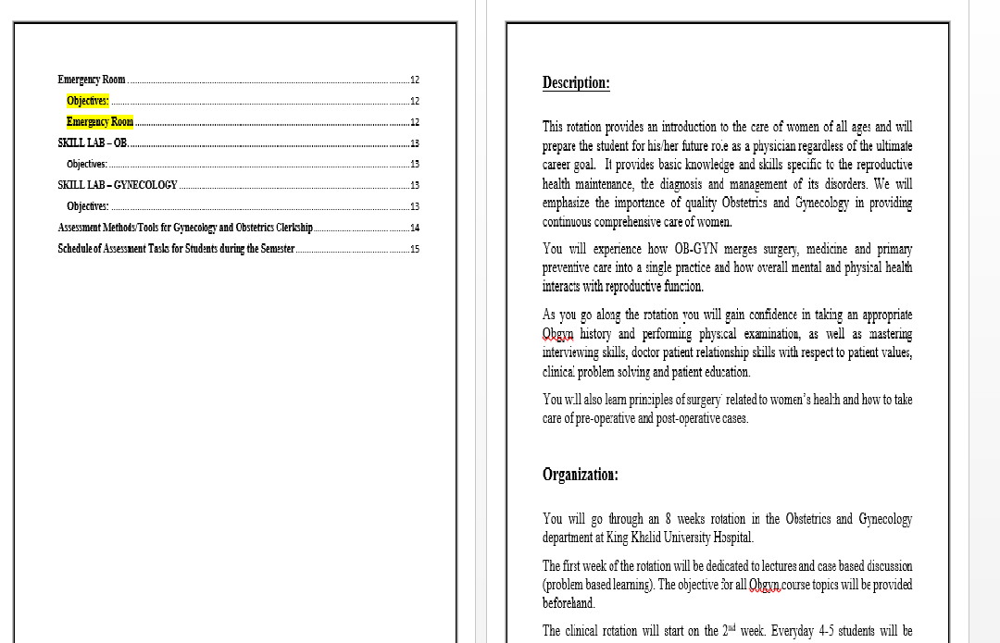 Emergency Room ........ 12
Objectives: ........ 12
Emergency Room ........ 12
SKILL LAB – OB ........ 13
Objectives: ........ 13
SKILL LAB – GYNECOLOGY ........ 13
Objectives: ........ 13
Assessment Methods/Tools for Gynecology and Obstetrics Clerkship ........ 14
Schedule of Assessment Tasks for Students during the Semester ........ 15
Description:
This rotation provides an introduction to the care of women of all ages and will
prepare the student for his/her future role as a physician regardless of the ultimate
career goal. It provides basic knowledge and skills specific to the reproductive
health maintenance, the diagnosis and management of its disorders. We will
emphasize the importance of quality Obstetrics and Gynecology in providing
continuous comprehensive care of women.
You will experience how OB-GYN merges surgery, medicine and primary
preventive care into a single practice and how overall mental and physical health
interacts with reproductive function.
As you go along the rotation you will gain confidence in taking an appropriate
Obgyn history and performing physical examination, as well as mastering
interviewing skills, doctor patient relationship skills with respect to patient values,
clinical problem solving and patient education.
You will also learn principles of surgery related to women's health and how to take
care of pre-operative and post-operative cases.
Organization:
You will go through an 8 weeks rotation in the Obstetrics and Gynecology
department at King Khalid University Hospital.
The first week of the rotation will be dedicated to lectures and case based discussion
(problem based learning). The objective for all Obgyn course topics will be provided
beforehand.
The clinical rotation will start on the 2nd week. Everyday 4-5 students will be